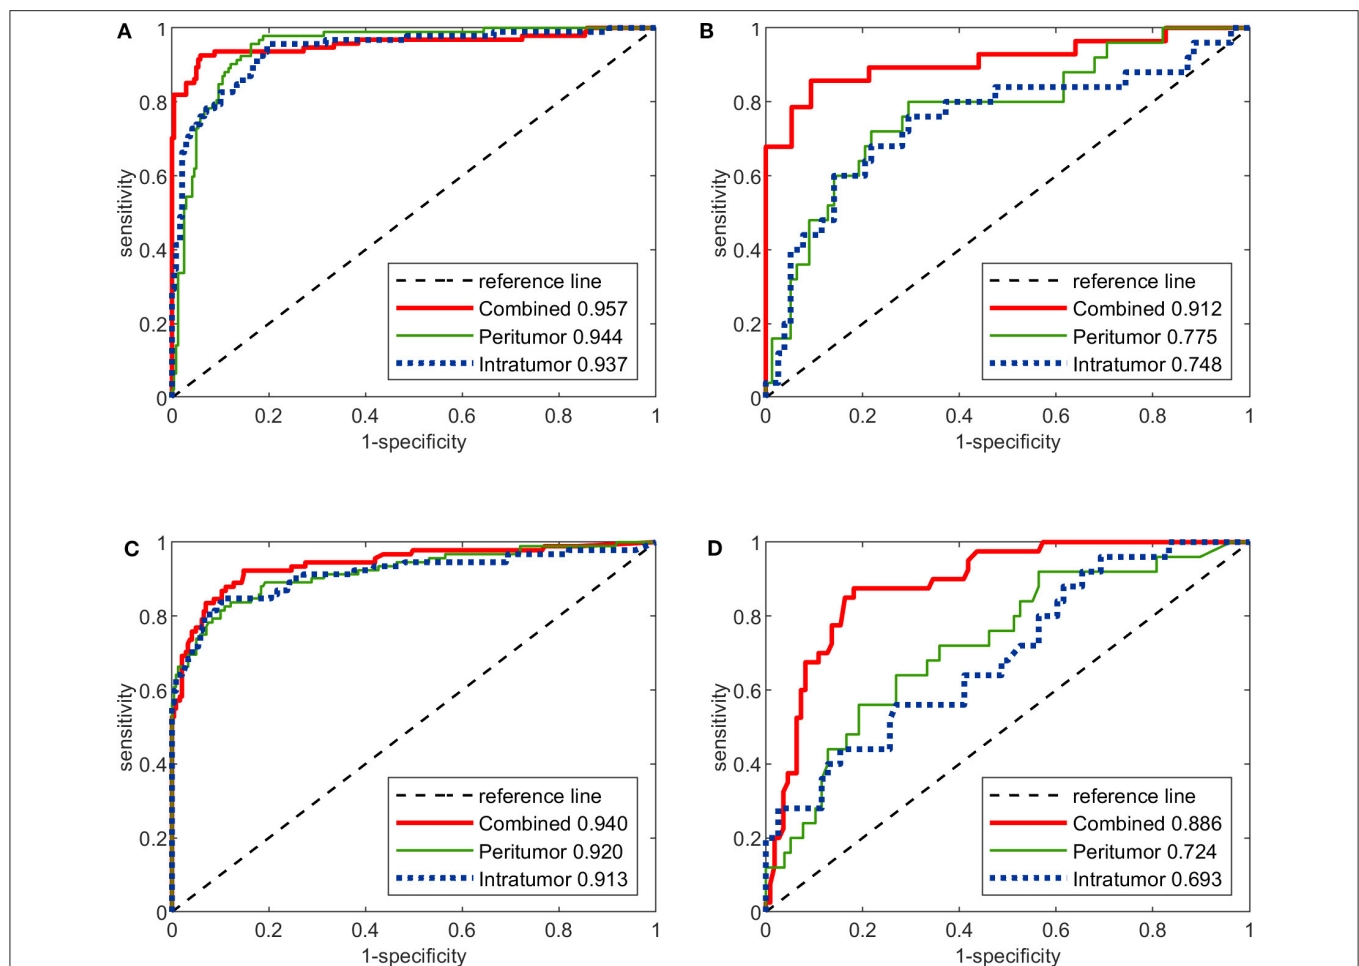 A
1
0.8
0.6
0.4
0.2
0
sensitivity
reference line
Combined 0.957
Peritumor 0.944
Intratumor 0.937
0 0.2 0.4 0.6 0.8 1
1-specificity
B
1
0.8
0.6
0.4
0.2
0
sensitivity
reference line
Combined 0.912
Peritumor 0.775
Intratumor 0.748
0 0.2 0.4 0.6 0.8 1
1-specificity
C
1
0.8
0.6
0.4
0.2
0
sensitivity
reference line
Combined 0.940
Peritumor 0.920
Intratumor 0.913
0 0.2 0.4 0.6 0.8 1
1-specificity
D
1
0.8
0.6
0.4
0.2
0
sensitivity
reference line
Combined 0.886
Peritumor 0.724
Intratumor 0.693
0 0.2 0.4 0.6 0.8 1
1-specificity